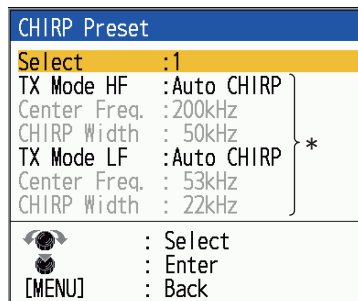 CHIRP Preset
Select :1
TX Mode HF :Auto CHIRP
Center Freq. :200kHz
CHIRP Width : 50kHz
TX Mode LF :Auto CHIRP
Center Freq. : 53kHz
CHIRP Width : 22kHz
*
: Select
: Enter
[MENU] : Back